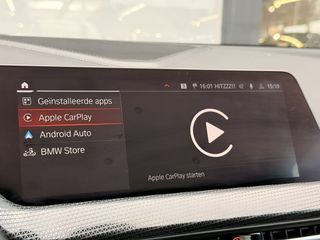 16:01 HITZZZ!! 15:19
Geïnstalleerde apps
Apple CarPlay
Android Auto
BMW Store
Apple CarPlay starten